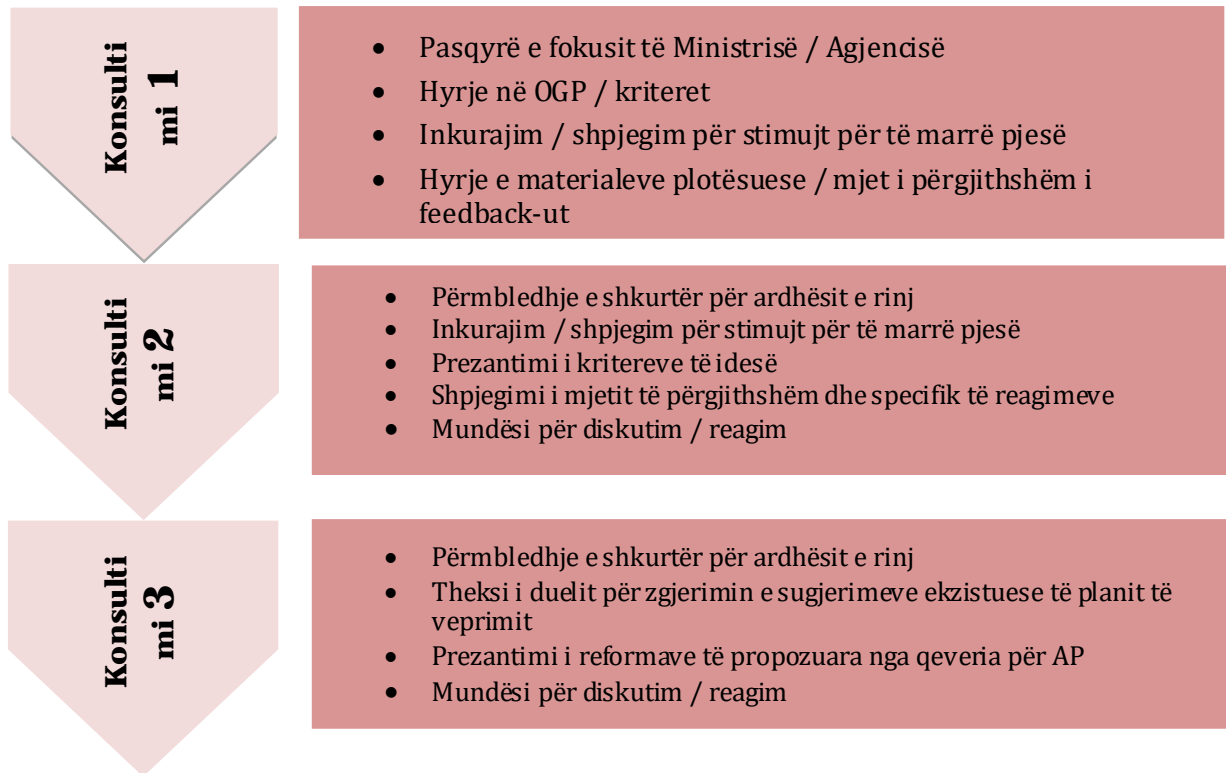 Konsulti
mi 1
• Pasqyrë e fokusit të Ministrisë / Agjencisë
• Hyrje në OGP / kriteret
• Inkurajim / shpjegim për stimujt për të marrë pjesë
• Hyrje e materialeve plotësuese / mjet i përgjithshëm i
feedback-ut
Konsulti
mi 2
• Përmbledhje e shkurtër për ardhësit e rinj
• Inkurajim / shpjegim për stimujt për të marrë pjesë
• Prezantimi i kritereve të idesë
• Shpjegimi i mjetit të përgjithshëm dhe specifik të reagimeve
• Mundësi për diskutim / reagim
Konsulti
mi 3
• Përmbledhje e shkurtër për ardhësit e rinj
• Theksi i duelit për zgjerimin e sugjerimeve ekzistuese të planit të
veprimit
• Prezantimi i reformave të propozuara nga qeveria për AP
• Mundësi për diskutim / reagim